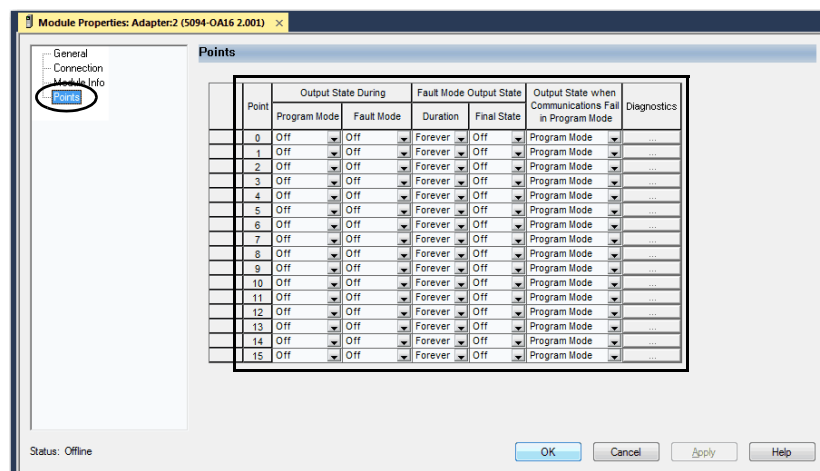 Module Properties: Adapter:2 (5094-OA16 2.001) ×
General
Connection
Module Info
Points
Points
Point
Output State During
Program Mode Fault Mode
Fault Mode Output State
Duration Final State
Output State when
Communications Fail
in Program Mode
Diagnostics
0 Off Off Forever Off Program Mode ...
1 Off Off Forever Off Program Mode ...
2 Off Off Forever Off Program Mode ...
3 Off Off Forever Off Program Mode ...
4 Off Off Forever Off Program Mode ...
5 Off Off Forever Off Program Mode ...
6 Off Off Forever Off Program Mode ...
7 Off Off Forever Off Program Mode ...
8 Off Off Forever Off Program Mode ...
9 Off Off Forever Off Program Mode ...
10 Off Off Forever Off Program Mode ...
11 Off Off Forever Off Program Mode ...
12 Off Off Forever Off Program Mode ...
13 Off Off Forever Off Program Mode ...
14 Off Off Forever Off Program Mode ...
15 Off Off Forever Off Program Mode ...
Status: Offline
OK Cancel Apply Help